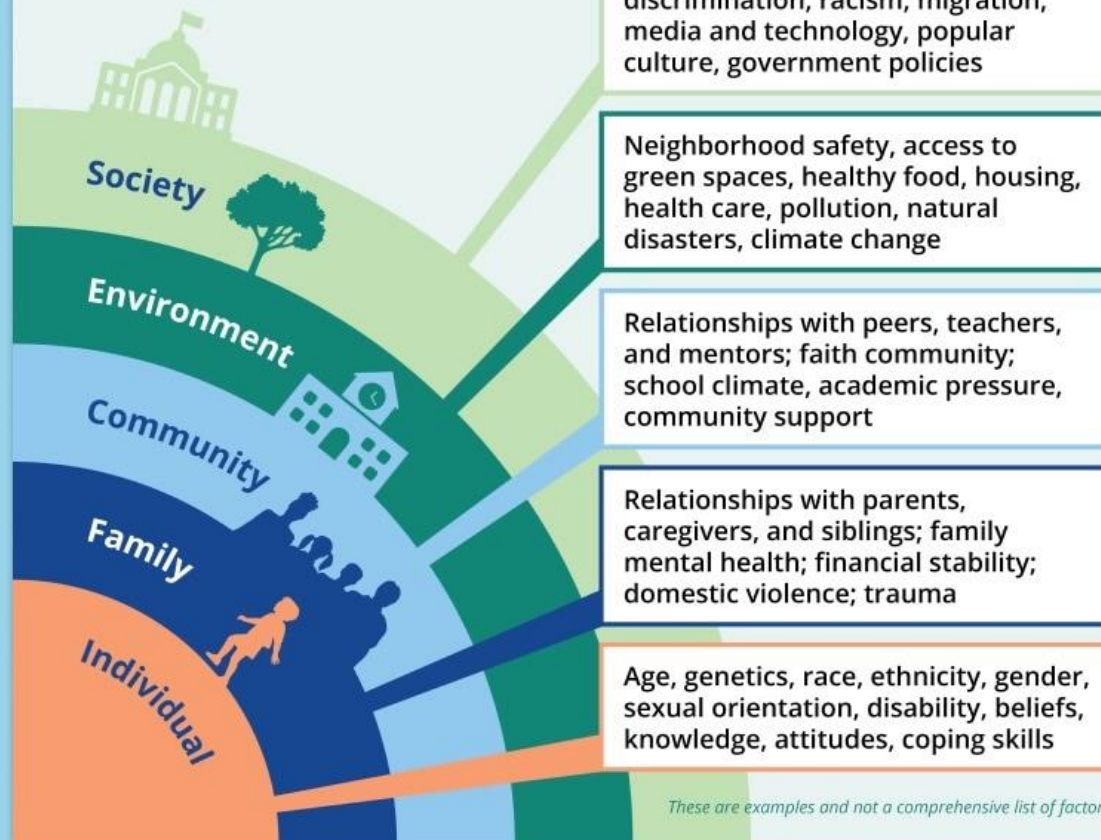 discrimination, racism, migration,
media and technology, popular
culture, government policies
Society
Neighborhood safety, access to
green spaces, healthy food, housing,
health care, pollution, natural
disasters, climate change
Environment
Relationships with peers, teachers,
and mentors; faith community;
school climate, academic pressure,
community support
Community
Relationships with parents,
caregivers, and siblings; family
mental health; financial stability;
domestic violence; trauma
Family
Age, genetics, race, ethnicity, gender,
sexual orientation, disability, beliefs,
knowledge, attitudes, coping skills
Individual
These are examples and not a comprehensive list of